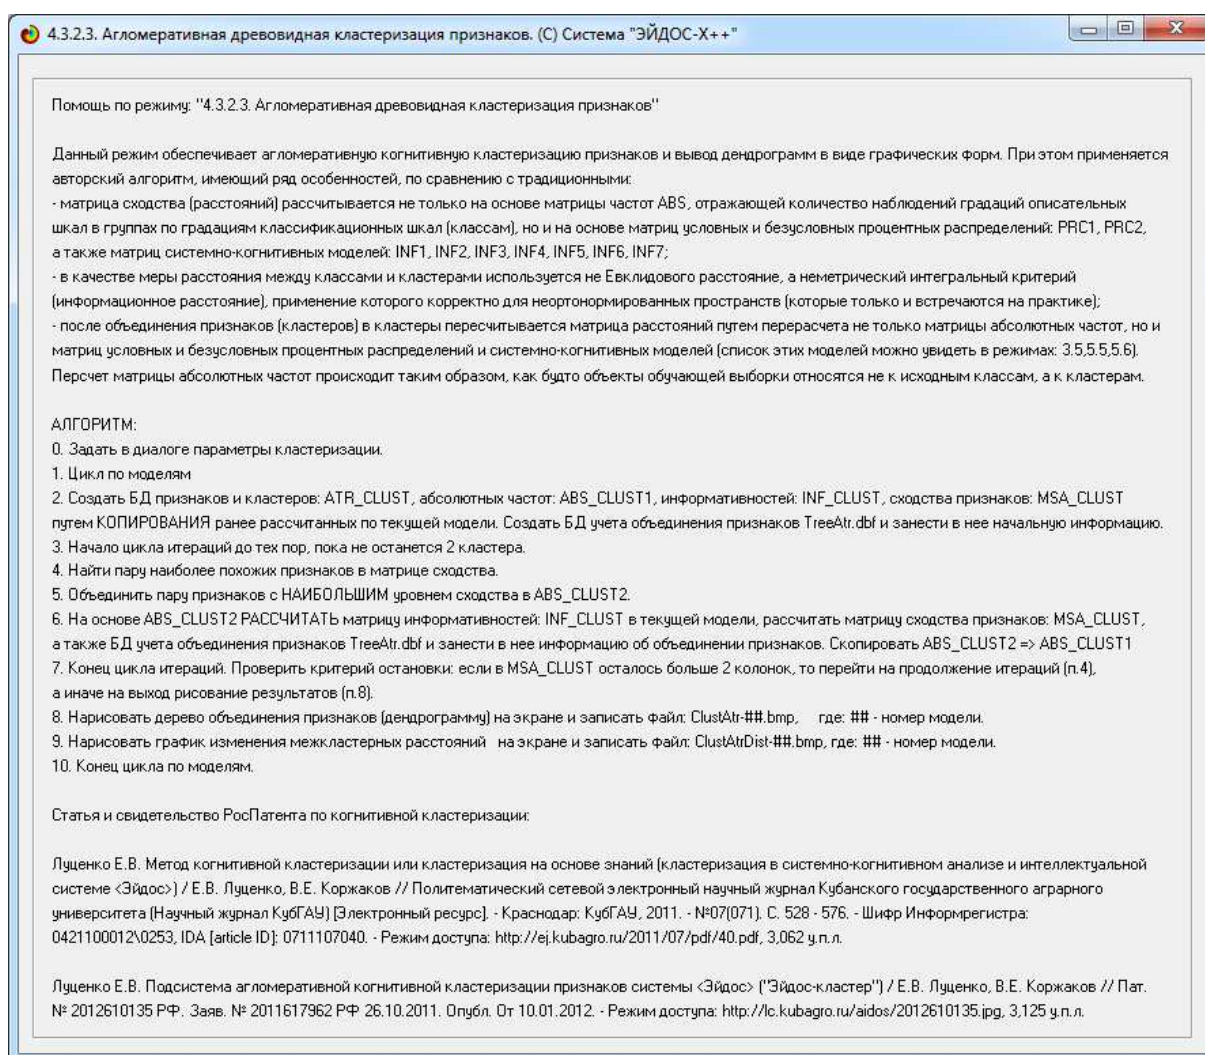 4.3.2.3. Агломеративная древовидная кластеризация признаков. (C) Система "ЭЙДОС-X++"
Помощь по режиму: "4.3.2.3. Агломеративная древовидная кластеризация признаков"
Данный режим обеспечивает агломеративную когнитивную кластеризацию признаков и вывод дендрограмм в виде графических форм. При этом применяется
авторский алгоритм, имеющий ряд особенностей, по сравнению с традиционными:
- матрица сходства (расстояний) рассчитывается не только на основе матрицы частот ABS, отражающей количество наблюдений градаций описательных
шкал в группах по градациям классификационных шкал (классам), но и на основе матриц условных и безусловных процентных распределений: PRC1, PRC2,
а также матриц системно-когнитивных моделей: INF1, INF2, INF3, INF4, INF5, INF6, INF7;
- в качестве меры расстояния между классами и кластерами используется не Евклидового расстояние, а неметрический интегральный критерий
(информационное расстояние), применение которого корректно для неортонормированных пространств (которые только и встречаются на практике);
- после объединения признаков (кластеров) в кластеры пересчитывается матрица расстояний путем перерасчета не только матрицы абсолютных частот, но и
матриц условных и безусловных процентных распределений и системно-когнитивных моделей (список этих моделей можно увидеть в режимах: 3.5,5.5,5.6).
Персчет матрицы абсолютных частот происходит таким образом, как будто объекты обучающей выборки относятся не к исходным классам, а к кластерам.
АЛГОРИТМ:
0. Задать в диалоге параметры кластеризации.
1. Цикл по моделям
2. Создать БД признаков и кластеров: ATR_CLUST, абсолютных частот: ABS_CLUST1, информативностей: INF_CLUST, сходства признаков: MSA_CLUST
путем КОПИРОВАНИЯ ранее рассчитанных по текущей модели. Создать БД учета объединения признаков TreeAtr.dbf и занести в нее начальную информацию.
3. Начало цикла итераций до тех пор, пока не останется 2 кластера.
4. Найти пару наиболее похожих признаков в матрице сходства.
5. Объединить пару признаков с НАИБОЛЬШИМ уровнем сходства в ABS_CLUST2.
6. На основе ABS_CLUST2 РАССЧИТАТЬ матрицу информативностей: INF_CLUST в текущей модели, рассчитать матрицу сходства признаков: MSA_CLUST,
а также БД учета объединения признаков TreeAtr.dbf и занести в нее информацию об объединении признаков. Скопировать ABS_CLUST2 => ABS_CLUST1
7. Конец цикла итераций. Проверить критерий остановки: если в MSA_CLUST осталось больше 2 колонок, то перейти на продолжение итераций (п.4),
а иначе на выход рисование результатов (п.8).
8. Нарисовать дерево объединения признаков (дендрограмму) на экране и записать файл: ClustAtr-##.bmp, где: ## - номер модели.
9. Нарисовать график изменения межкластерных расстояний на экране и записать файл: ClustAtrDist-##.bmp, где: ## - номер модели.
10. Конец цикла по моделям.
Статья и свидетельство РосПатента по когнитивной кластеризации:
Луценко Е.В. Метод когнитивной кластеризации или кластеризация на основе знаний (кластеризация в системно-когнитивном анализе и интеллектуальной
системе <Эйдос>) / Е.В. Луценко, В.Е. Коржаков // Политематический сетевой электронный научный журнал Кубанского государственного аграрного
университета (Научный журнал КубГАУ) [Электронный ресурс]. - Краснодар: КубГАУ, 2011. - №07(071). С. 528 - 576. - Шифр Информрегистра:
0421100012\0253, IDA [article ID]: 0711107040. - Режим доступа: http://ej.kubagro.ru/2011/07/pdf/40.pdf, 3,062 у.п.л.
Луценко Е.В. Подсистема агломеративной когнитивной кластеризации признаков системы <Эйдос> ("Эйдос-кластер") / Е.В. Луценко, В.Е. Коржаков // Пат.
№ 2012610135 РФ. Заяв. № 2011617962 РФ 26.10.2011. Опубл. От 10.01.2012. - Режим доступа: http://lc.kubagro.ru/aidos/2012610135.jpg, 3,125 у.п.л.